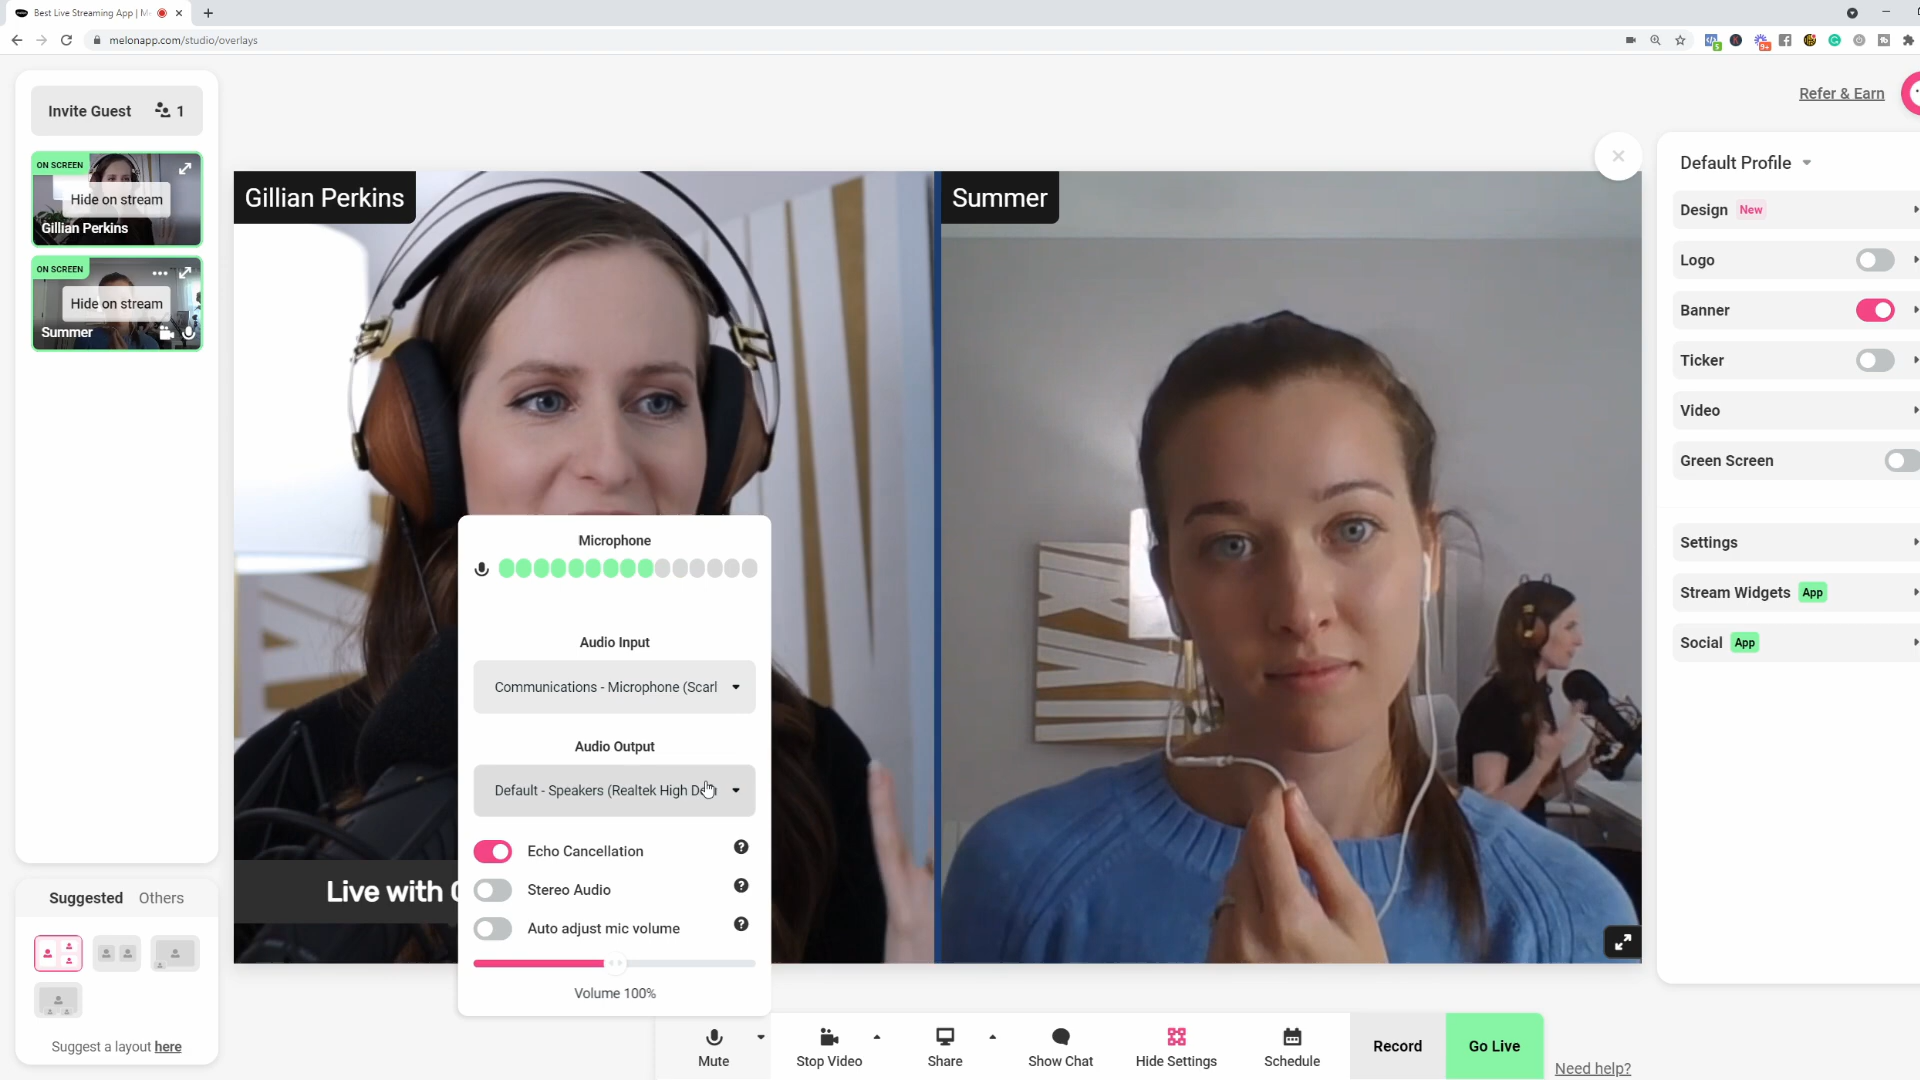 Best Live Streaming App | M
melonapp.com/studio/overlays
5
9+
Invite Guest 1
ON SCREEN
Hide on stream
Gillian Perkins
ON SCREEN
Hide on stream
Summer
Suggested Others
Suggest a layout here
Gillian Perkins
Summer
Live with
Microphone
Audio Input
Communications - Microphone (Scarl
Audio Output
Default - Speakers (Realtek High D
Echo Cancellation
Stereo Audio
Auto adjust mic volume
Volume 100%
Mute
Stop Video
Share
Show Chat
Hide Settings
Schedule
Record
Go Live
Need help?
Refer & Earn
Default Profile
Design New
Logo
Banner
Ticker
Video
Green Screen
Settings
Stream Widgets App
Social App